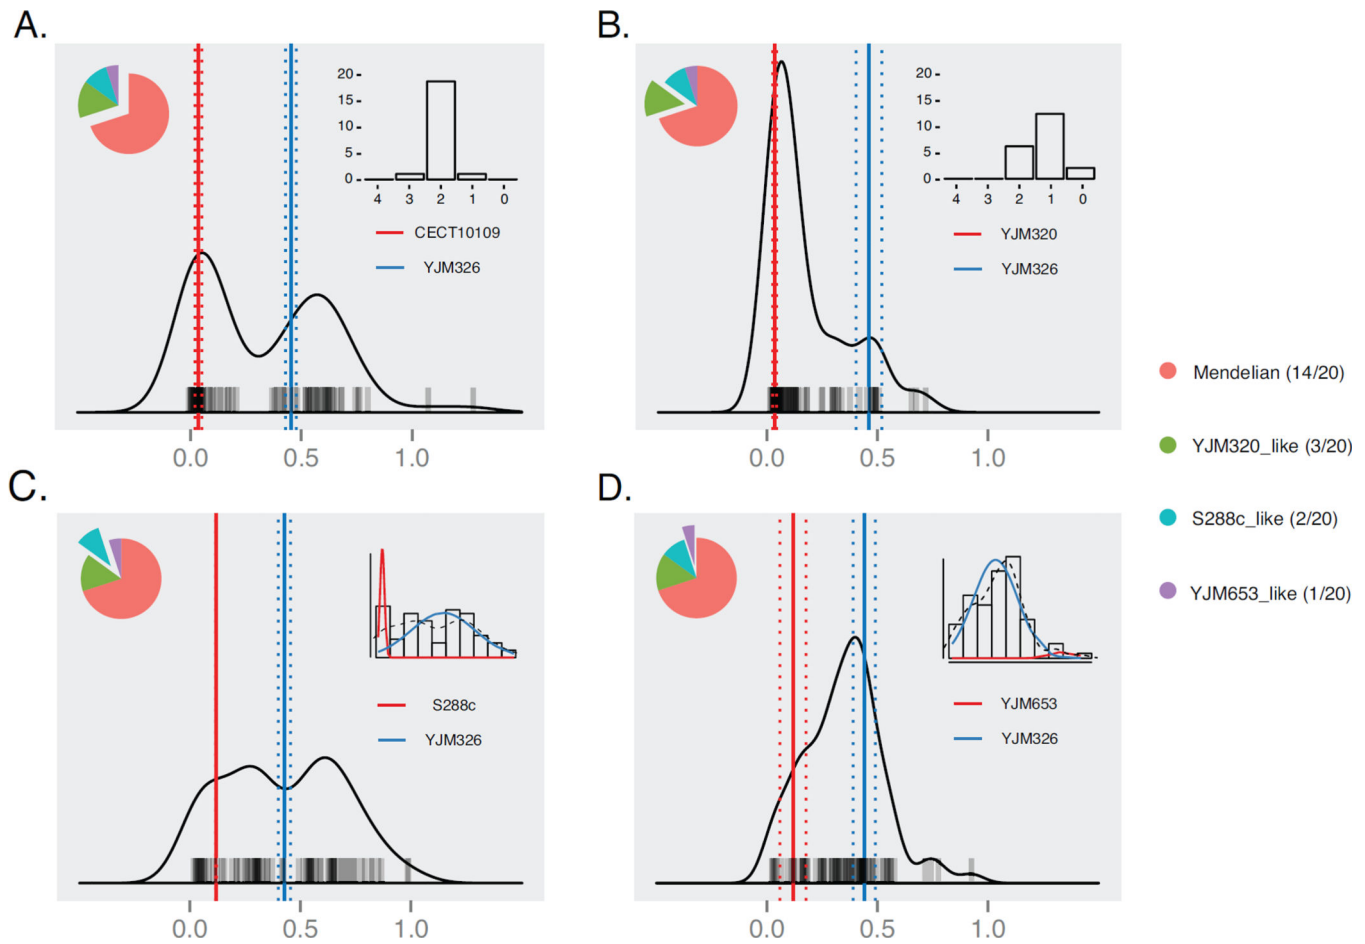 A.
20
15
10
5
0
4 3 2 1 0
CECT10109
YJM326
0.0 0.5 1.0
B.
20
15
10
5
0
4 3 2 1 0
YJM320
YJM326
0.0 0.5 1.0
C.
S288c
YJM326
0.0 0.5 1.0
D.
YJM653
YJM326
0.0 0.5 1.0
Mendelian (14/20)
YJM320_like (3/20)
S288c_like (2/20)
YJM653_like (1/20)